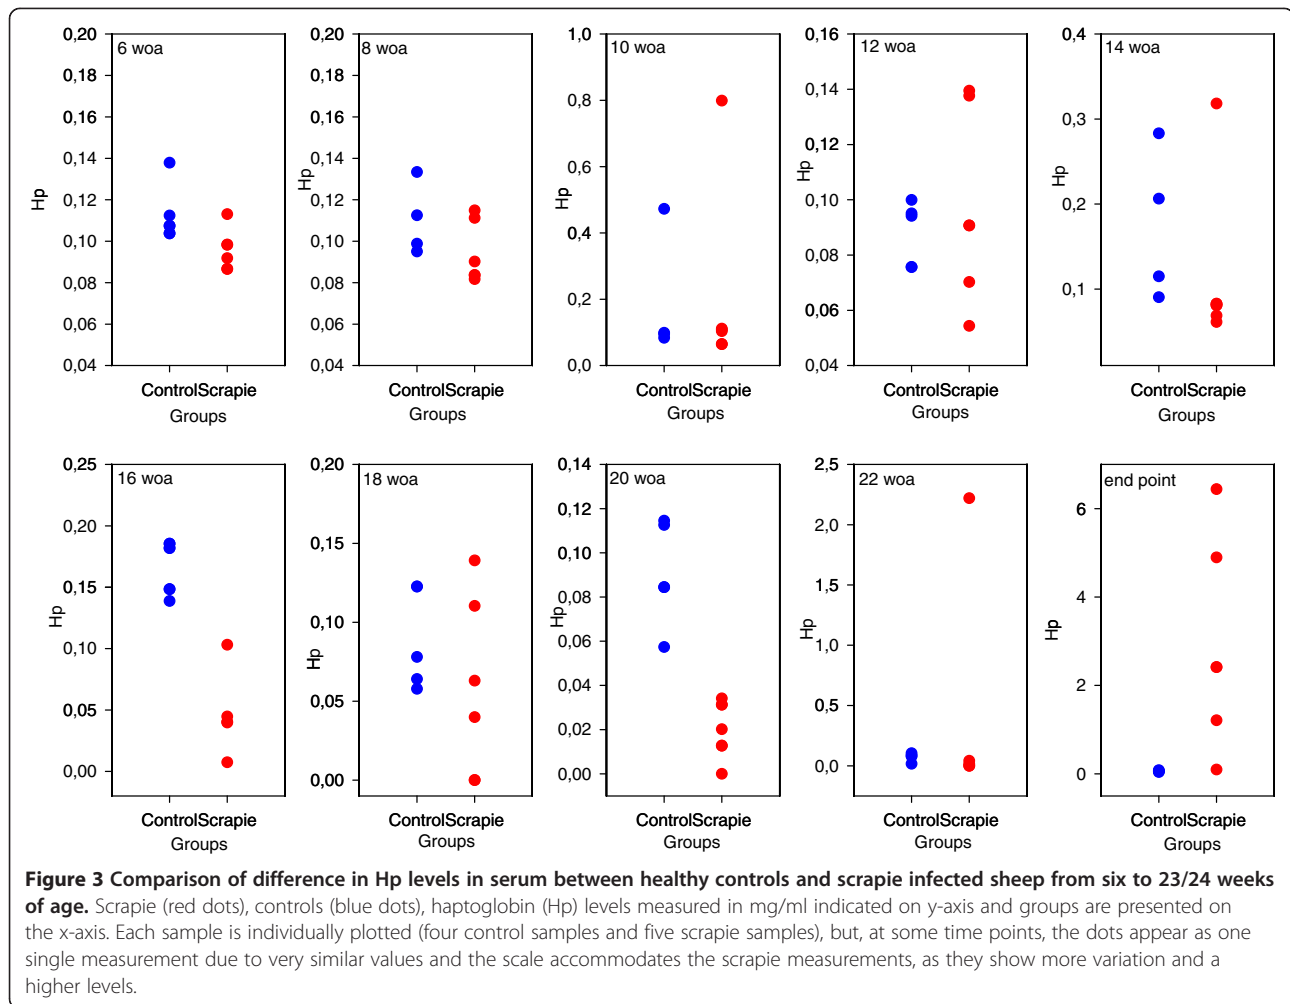 6 woa
0,20
0,20
0,18
0,16
0,14
0,12
0,10
0,08
0,06
0,04
Hp
ControlScrapie
Groups
8 woa
0,20
0,18
0,16
0,14
0,12
0,10
0,08
0,06
0,04
Hp
ControlScrapie
Groups
10 woa
1,0
0,8
0,6
0,4
0,2
0,0
Hp
ControlScrapie
Groups
12 woa
0,16
0,14
0,12
0,10
0,08
0,06
0,04
Hp
ControlScrapie
Groups
14 woa
0,4
0,3
0,2
0,1
Hp
ControlScrapie
Groups
16 woa
0,25
0,20
0,15
0,10
0,05
0,00
Hp
ControlScrapie
Groups
18 woa
0,20
0,15
0,10
0,05
0,00
Hp
ControlScrapie
Groups
20 woa
0,14
0,12
0,10
0,08
0,06
0,04
0,02
0,00
Hp
ControlScrapie
Groups
22 woa
2,5
2,0
1,5
1,0
0,5
0,0
Hp
ControlScrapie
Groups
end point
6
4
2
0
Hp
ControlScrapie
Groups
Figure 3 Comparison of difference in Hp levels in serum between healthy controls and scrapie infected sheep from six to 23/24 weeks
of age. Scrapie (red dots), controls (blue dots), haptoglobin (Hp) levels measured in mg/ml indicated on y-axis and groups are presented on
the x-axis. Each sample is individually plotted (four control samples and five scrapie samples), but, at some time points, the dots appear as one
single measurement due to very similar values and the scale accommodates the scrapie measurements, as they show more variation and a
higher levels.